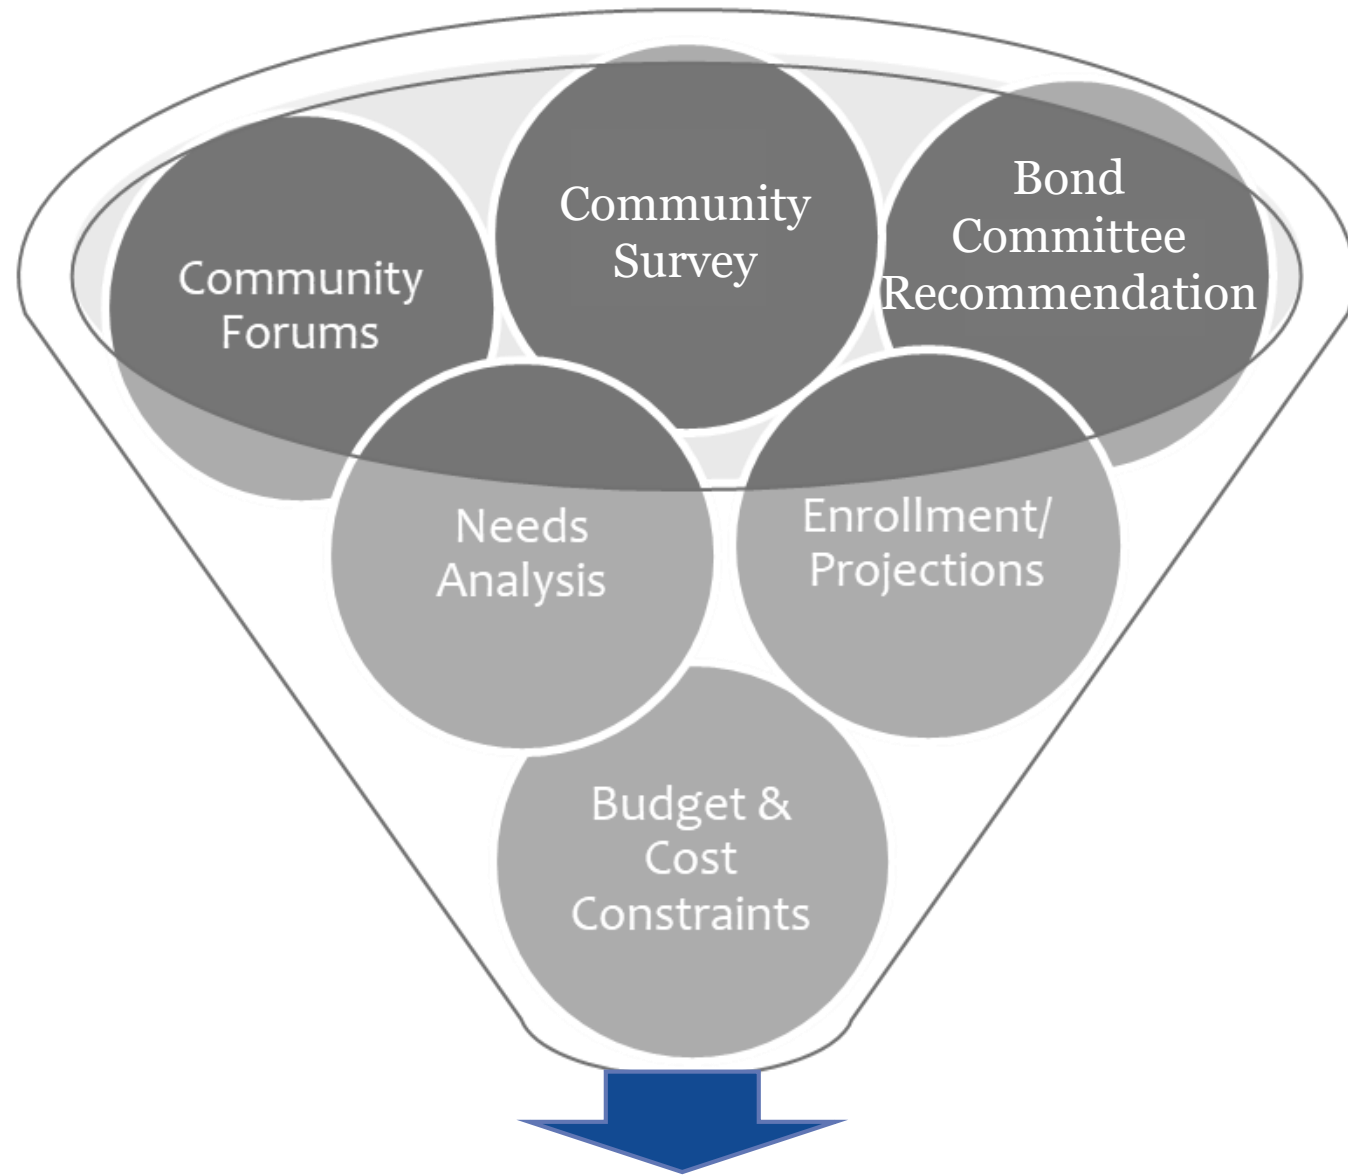 Community
Forums
Community
Survey
Bond
Committee
Recommendation
Needs
Analysis
Enrollment/
Projections
Budget &
Cost
Constraints